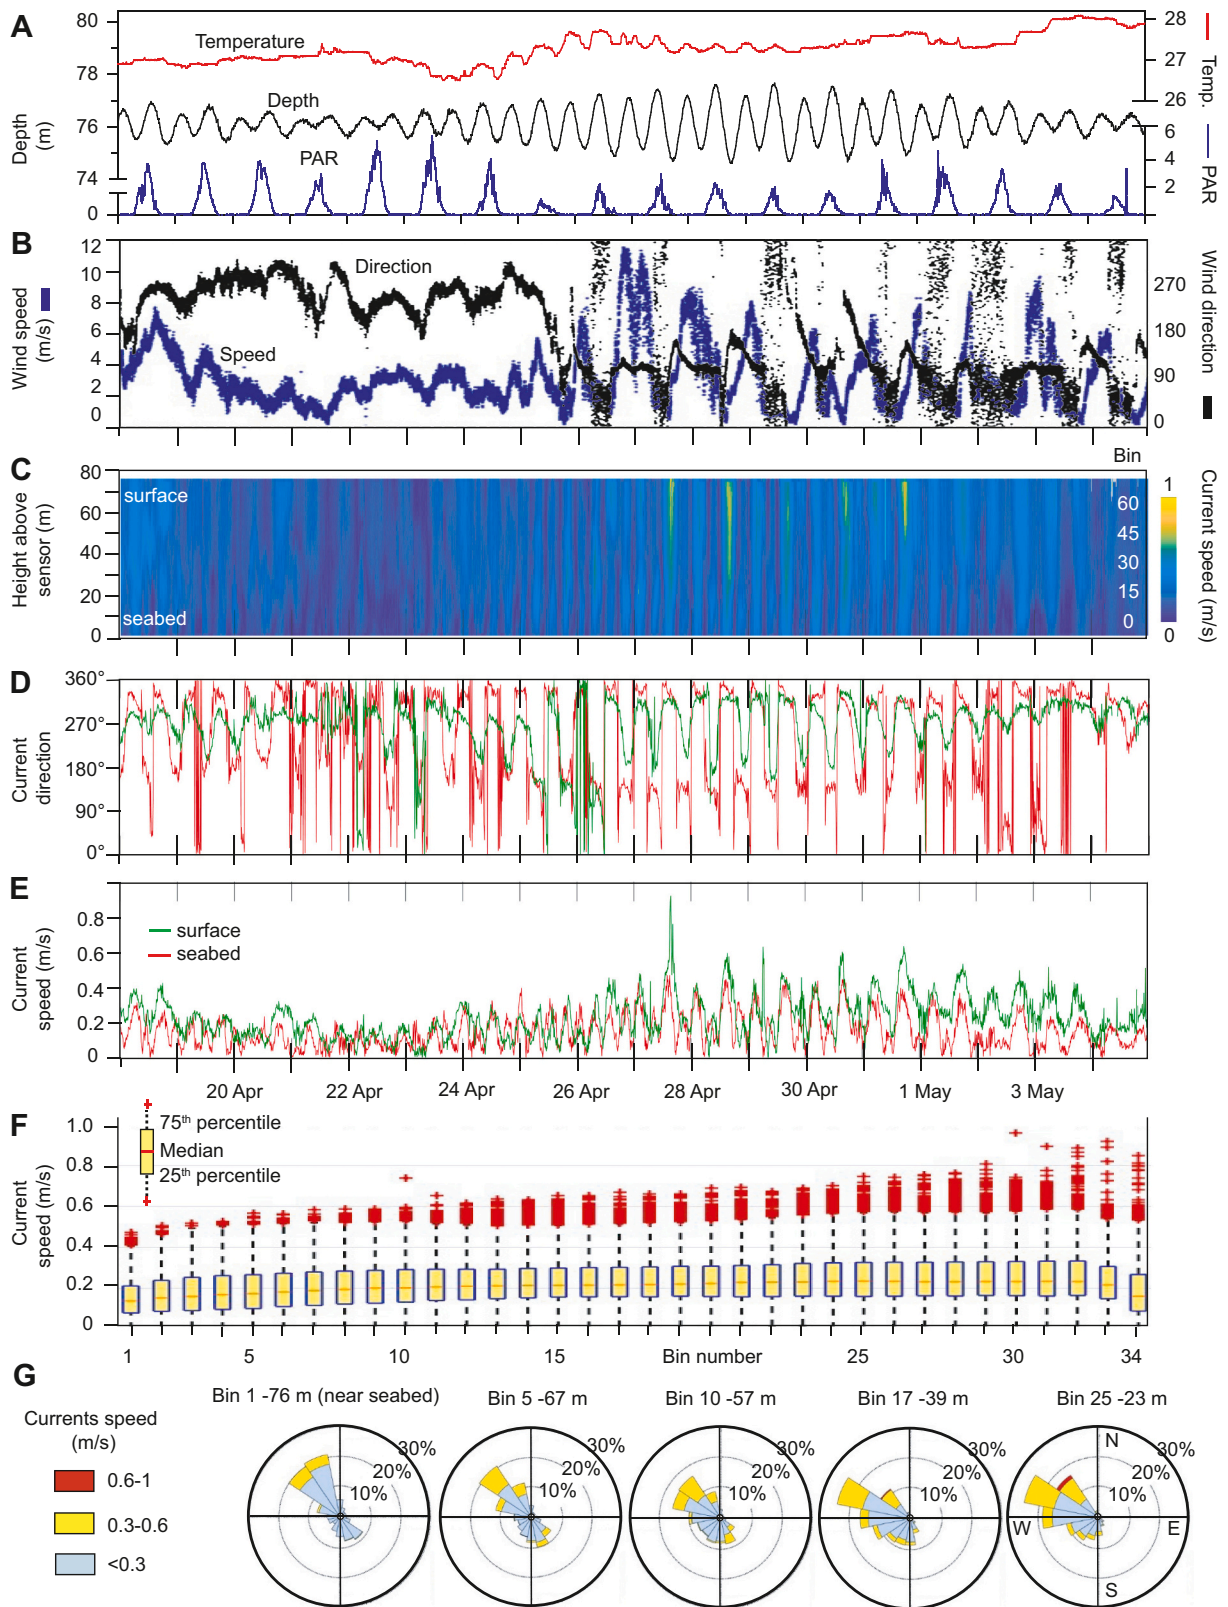 A
80
78
76
74
0
Depth
(m)
Temperature
Depth
PAR
28
27
26
6
4
2
Temp.
PAR
B
12
10
8
6
4
2
0
Wind speed
(m/s)
Direction
Speed
270
180
90
0
Wind direction
C
80
60
40
20
0
Height above
sensor (m)
surface
seabed
Bin
60
45
30
15
0
1
0
Current speed (m/s)
D
360°
270°
180°
90°
0°
Current
direction
E
0.8
0.6
0.4
0.2
0
Current
speed (m/s)
surface
seabed
20 Apr 22 Apr 24 Apr 26 Apr 28 Apr 30 Apr 1 May 3 May
F
1.0
0.8
0.6
0.4
0.2
0
Current
speed (m/s)
75th percentile
Median
25th percentile
1 5 10 15 Bin number 25 30 34
G
Currents speed
(m/s)
0.6-1
0.3-0.6
<0.3
Bin 1 -76 m (near seabed)
30%
20%
10%
Bin 5 -67 m
30%
20%
10%
Bin 10 -57 m
30%
20%
10%
Bin 17 -39 m
30%
20%
10%
Bin 25 -23 m
30%
20%
10%
N
W
E
S